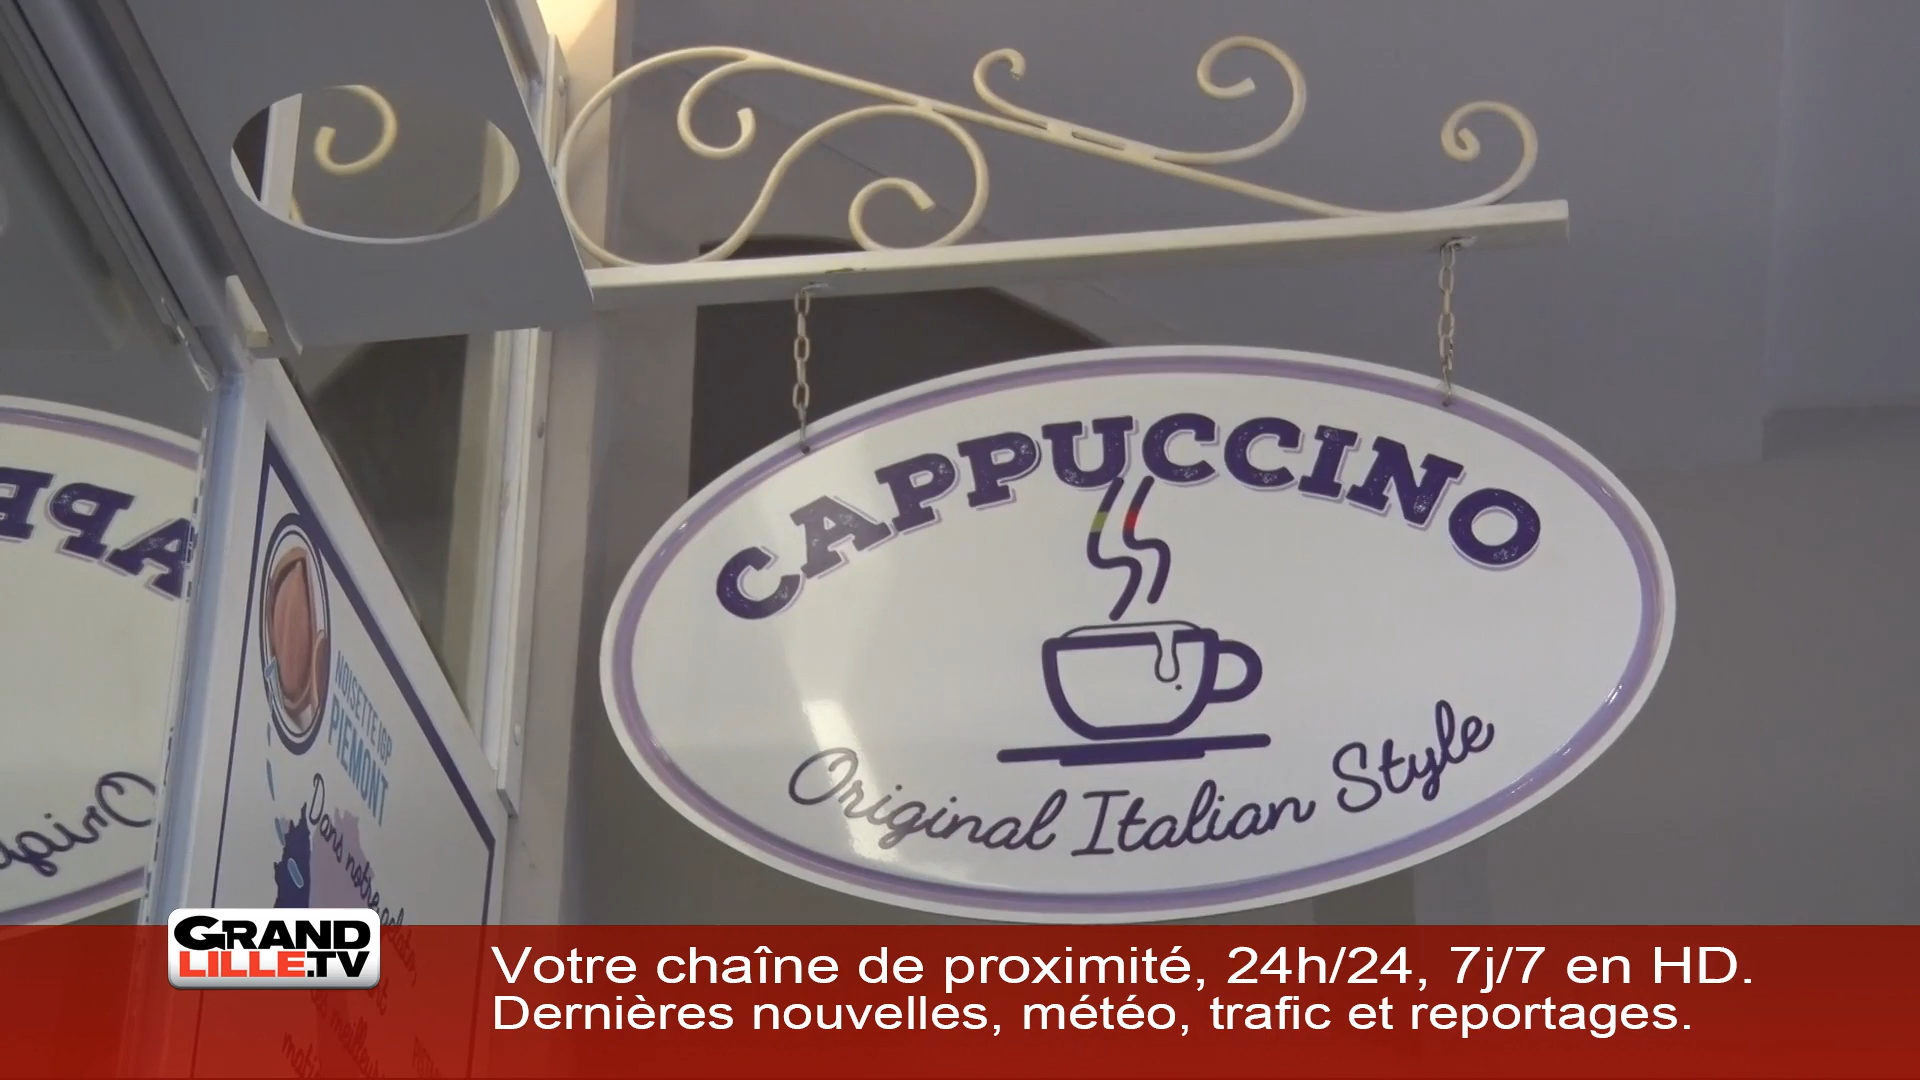 CAPPUCCINO
Original Italian Style
NOISETTE IGP
PIEMONT
Dans notre
GRAND
LILLE.TV
Votre chaîne de proximité, 24h/24, 7j/7 en HD.
Dernières nouvelles, météo, trafic et reportages.